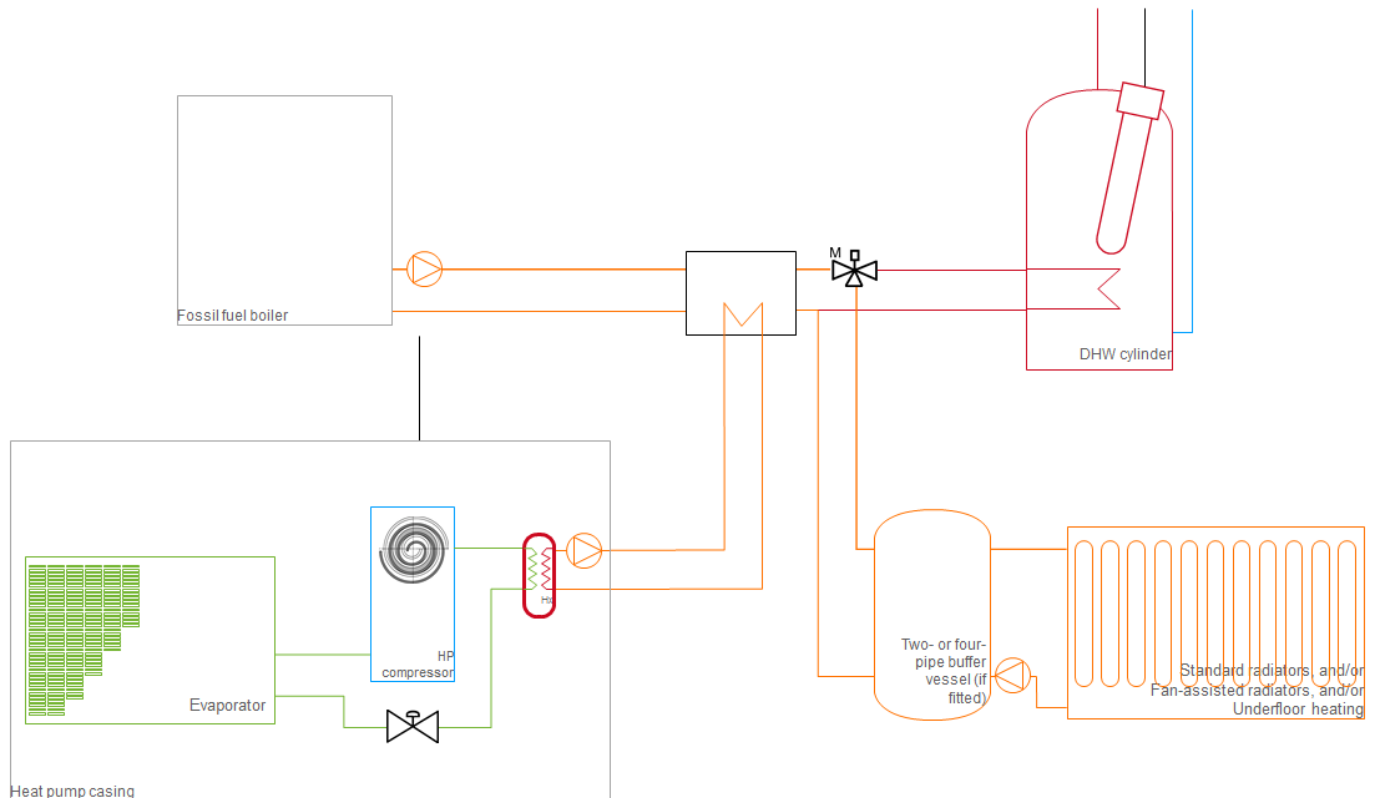 M
Fossil fuel boiler
DHW cylinder
HP
compressor
Evaporator
Two- or four-
pipe buffer
vessel (if
fitted)
Standard radiators, and/or
Fan-assisted radiators, and/or
Underfloor heating
Heat pump casing